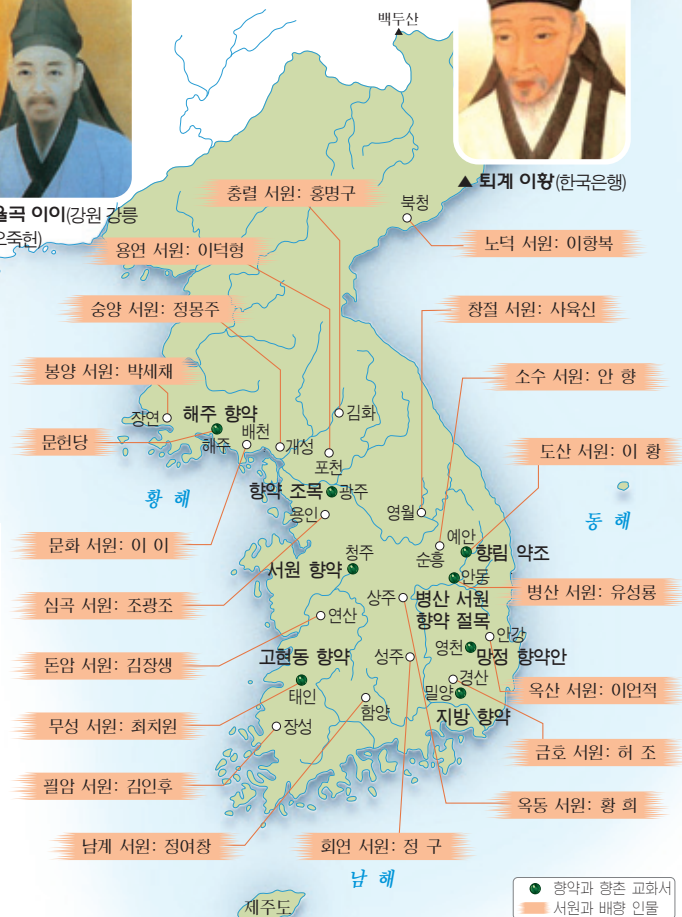 백두산
▲ 퇴계 이황(한국은행)
율곡 이이(강원 강릉
오죽헌)
충렬 서원: 홍명구
북청
노덕 서원: 이항복
용연 서원: 이덕형
숭양 서원: 정몽주
창절 서원: 사육신
봉양 서원: 박세채
소수 서원: 안 향
장연
해주 향약
배천
김화
문헌당
해주
개성
포천
도산 서원: 이 황
황 해
향약 조목
광주
용인
영월
동 해
문화 서원: 이 이
예안
순흥
향림 약조
청주
서원 향약
안동
심곡 서원: 조광조
상주
병산 서원
향약 절목
병산 서원: 유성룡
연산
돈암 서원: 김장생
고현동 향약
성주
영천
안강
망정 향약안
태인
경산
밀양
옥산 서원: 이언적
무성 서원: 최치원
장성
함양
지방 향약
금호 서원: 허 조
필암 서원: 김인후
옥동 서원: 황 희
남계 서원: 정여창
회연 서원: 정 구
남 해
제주도
향약과 향촌 교화서
서원과 배향 인물